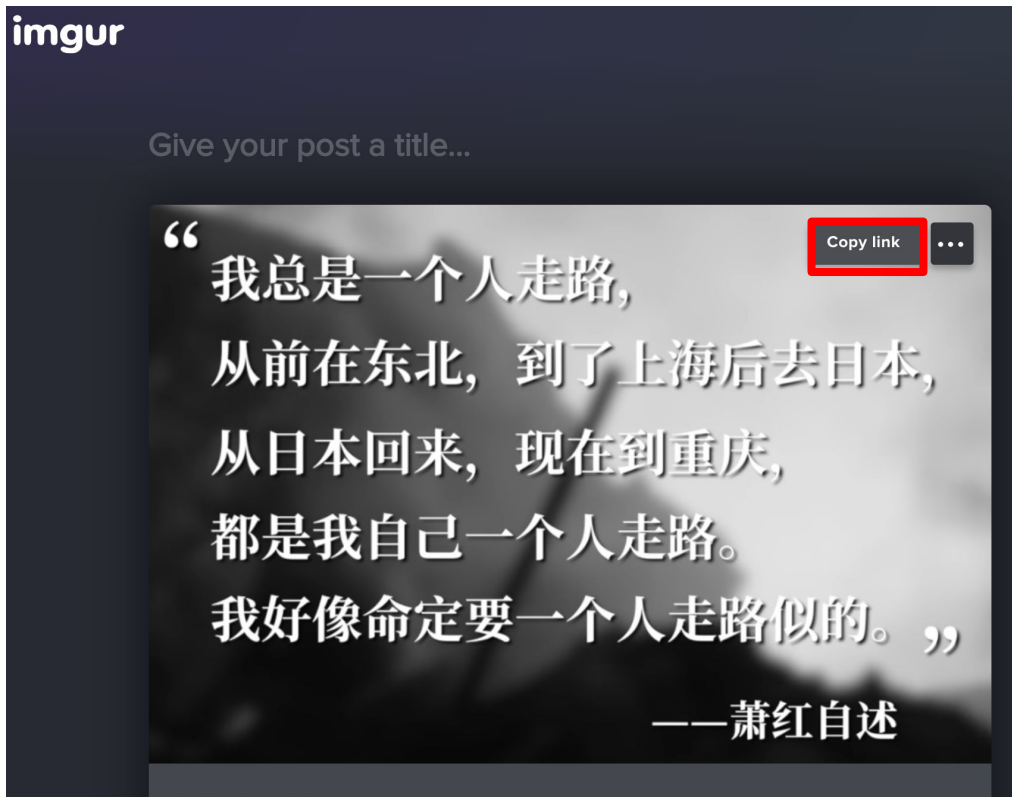 imgur
Give your post a title...
Copy link
“
我总是一个人走路,
从前在东北, 到了上海后去日本,
从日本回来, 现在到重庆,
都是我自己一个人走路。
我好像命定要一个人走路似的。
”
——萧红自述